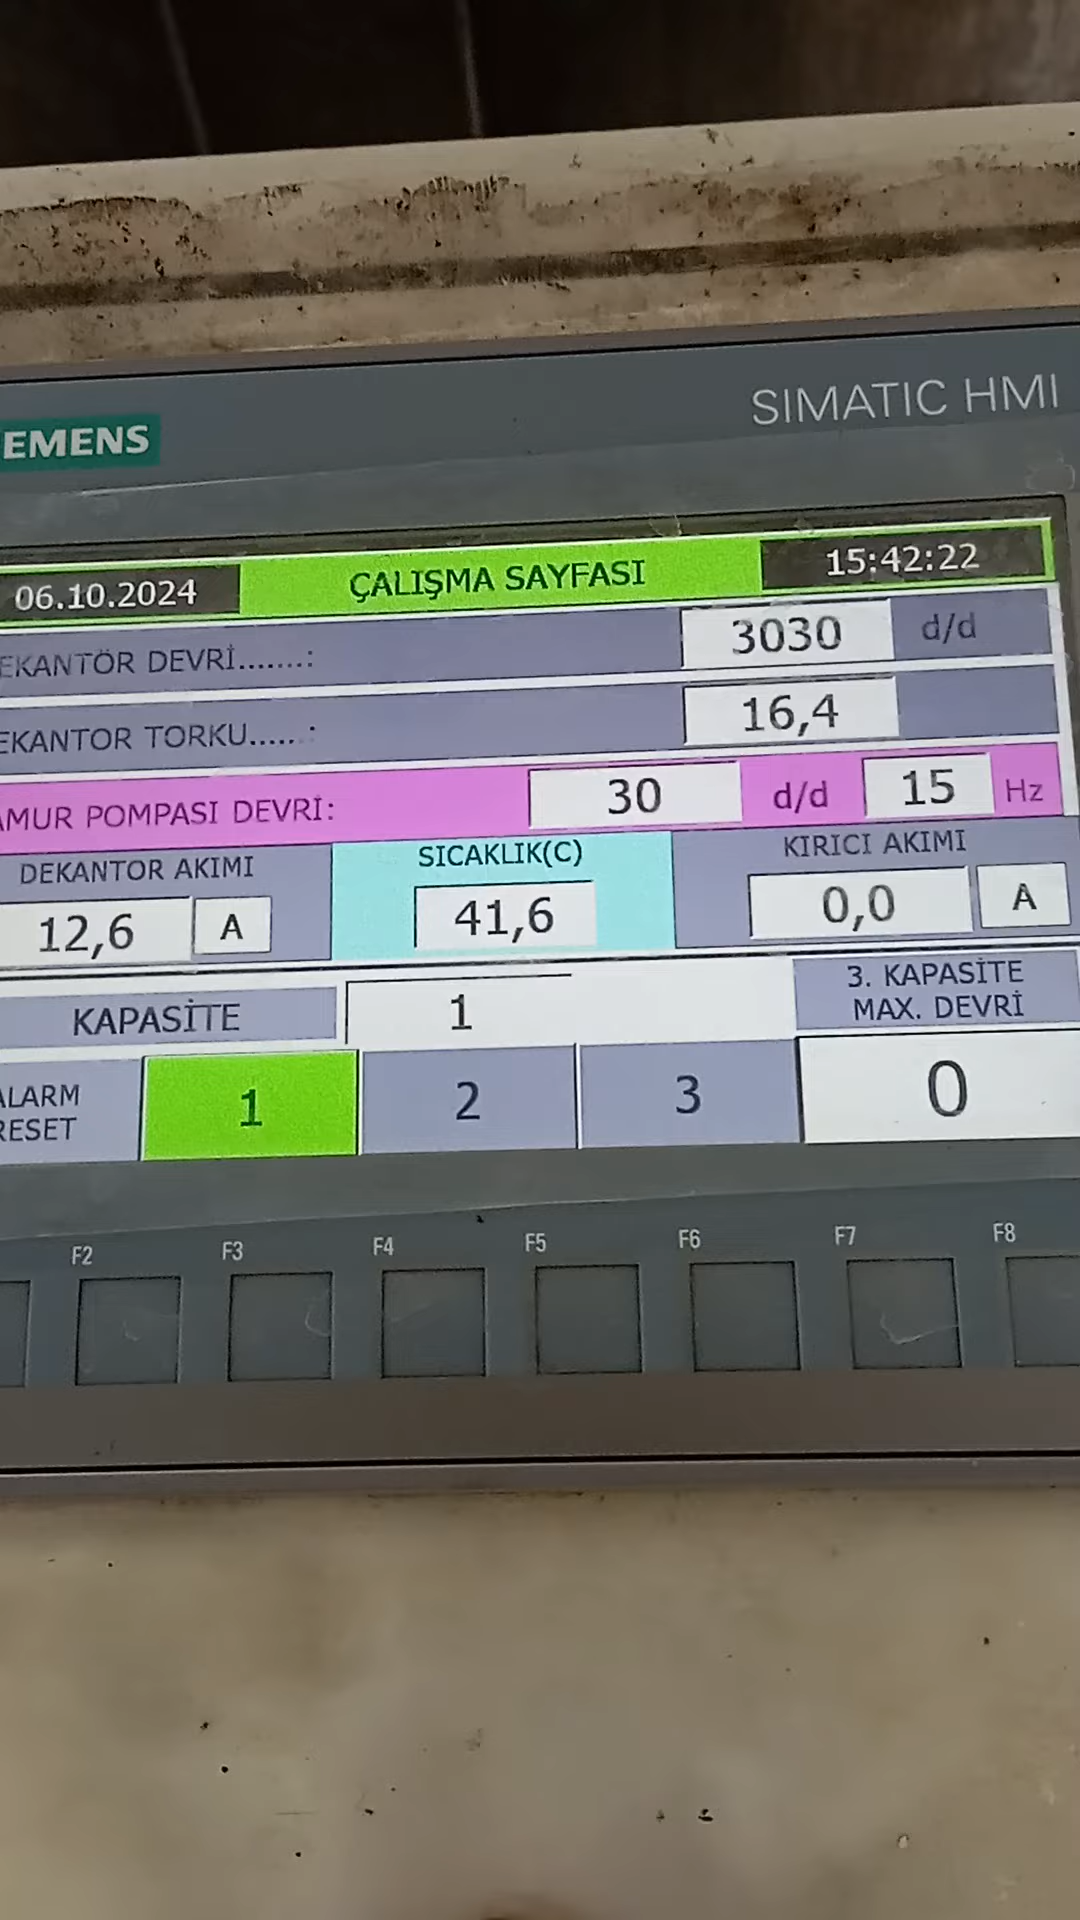 EMENS
SIMATIC HMI
06.10.2024 ÇALIŞMA SAYFASI 15:42:22
EKANTÖR DEVRİ.......: 3030 d/d
EKANTOR TORKU......: 16,4
AMUR POMPASI DEVRİ: 30 d/d 15 Hz
DEKANTOR AKIMI SICAKLIK(C) KIRICI AKIMI
12,6 A 41,6 0,0 A
KAPASİTE 1 3. KAPASİTE
MAX. DEVRİ
ALARM
RESET 1 2 3 0
F2 F3 F4 F5 F6 F7 F8